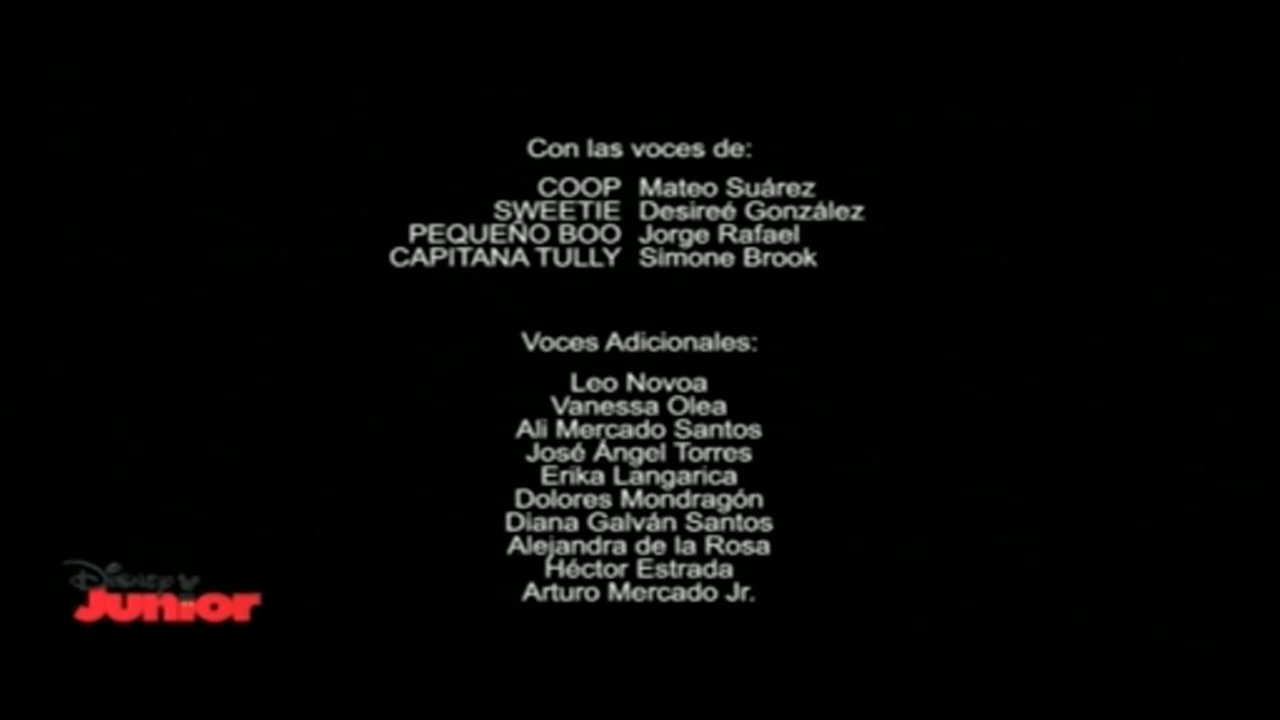 Con las voces de:
COOP Mateo Suárez
SWEETIE Desireé González
PEQUEÑO BOO Jorge Rafael
CAPITANA TULLY Simone Brook
Voces Adicionales:
Leo Novoa
Vanessa Olea
Ali Mercado Santos
José Ángel Torres
Erika Langarica
Dolores Mondragón
Diana Galván Santos
Alejandra de la Rosa
Héctor Estrada
Arturo Mercado Jr.
Disney
Junior